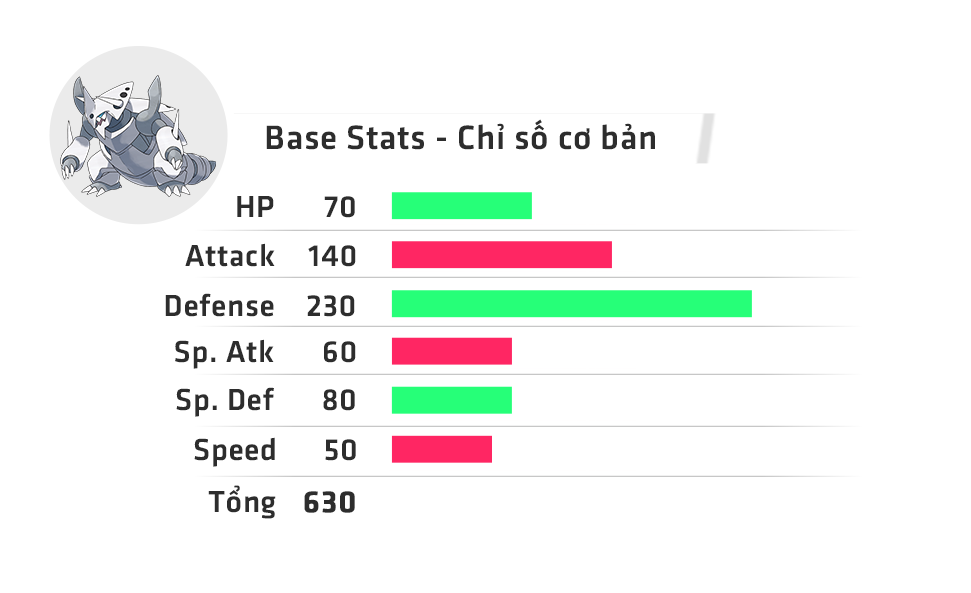 Base Stats - Chỉ số cơ bản
HP 70
Attack 140
Defense 230
Sp. Atk 60
Sp. Def 80
Speed 50
Tổng 630